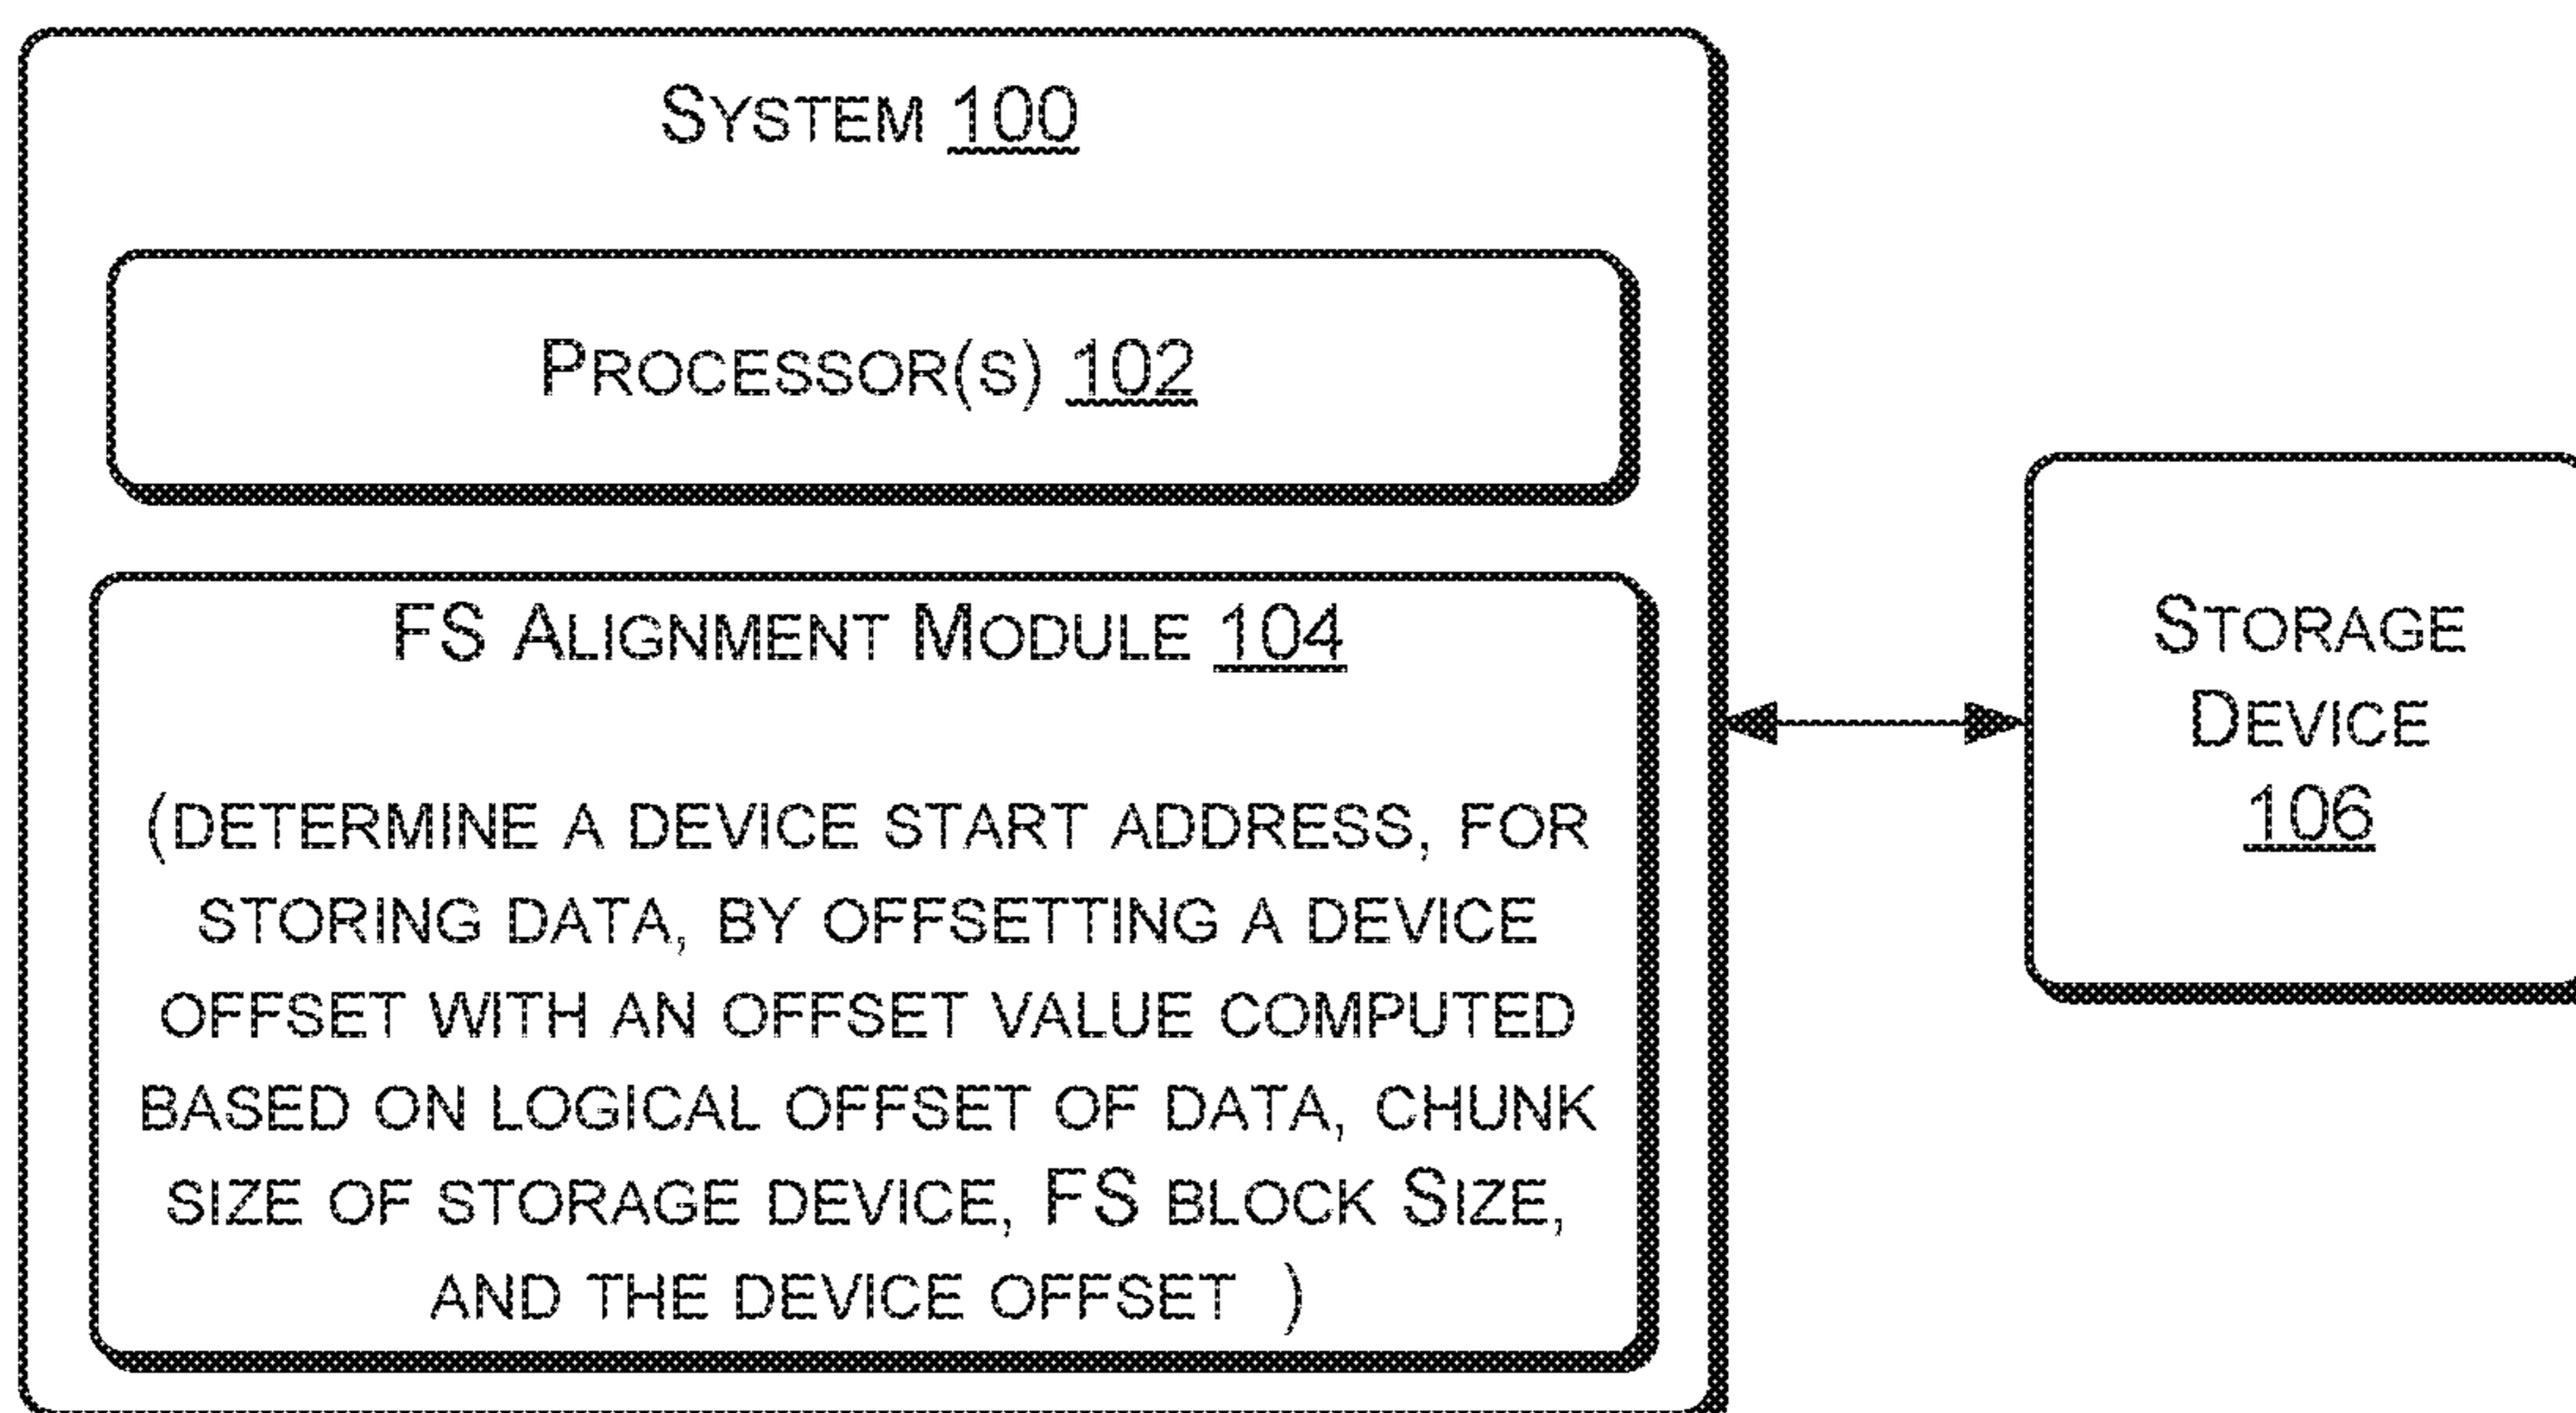 SYSTEM 100
PROCESSOR(S) 102
FS ALIGNMENT MODULE 104
(DETERMINE A DEVICE START ADDRESS, FOR
STORING DATA, BY OFFSETTING A DEVICE
OFFSET WITH AN OFFSET VALUE COMPUTED
BASED ON LOGICAL OFFSET OF DATA, CHUNK
SIZE OF STORAGE DEVICE, FS BLOCK SIZE,
AND THE DEVICE OFFSET )
STORAGE
DEVICE
106